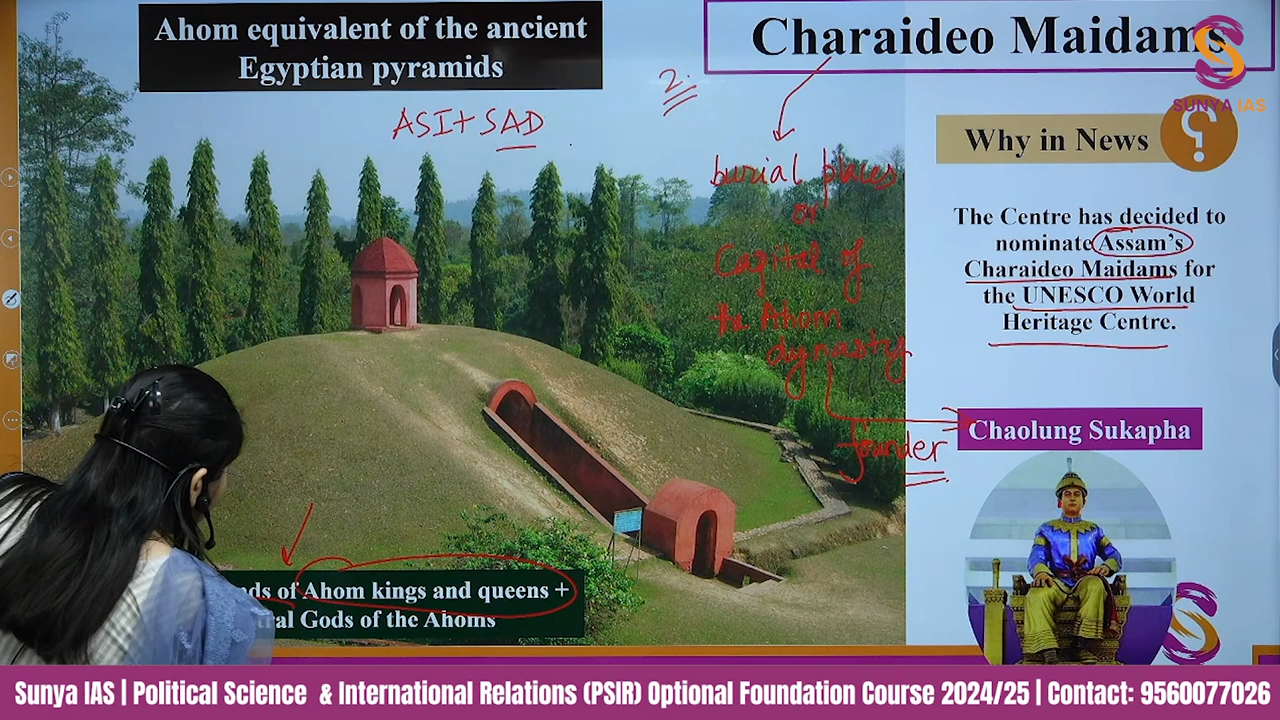 Ahom equivalent of the ancient
Egyptian pyramids
Charaideo Maidams
SUNYA IAS
2.
ASI+ SAD
burial places
or
Capital of
the Ahom
dynasty
founder
Why in News
?
The Centre has decided to
nominate Assam's
Charaideo Maidams for
the UNESCO World
Heritage Centre.
Chaolung Sukapha
of Ahom kings and queens +
Gods of the Ahoms
Sunya IAS | Political Science & International Relations (PSIR) Optional Foundation Course 2024/25 | Contact: 9560077026